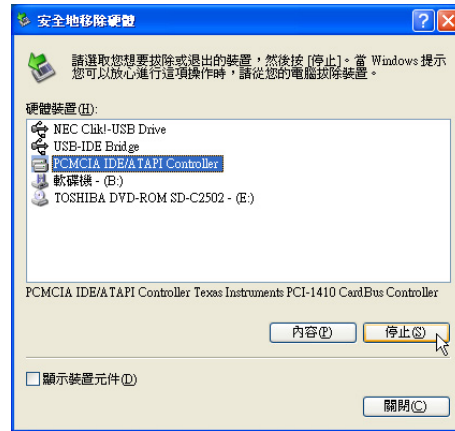 安全地移除硬體
請選取您想要拔除或退出的裝置，然後按 [停止]。當 Windows 提示
您可以放心進行這項操作時，請從您的電腦拔除裝置。
硬體裝置(H):
NEC Clik!-USB Drive
USB-IDE Bridge
PCMCIA IDE/ATAPI Controller
軟碟機 - (B:)
TOSHIBA DVD-ROM SD-C2502 - (E:)
PCMCIA IDE/ATAPI Controller Texas Instruments PCI-1410 CardBus Controller
內容(P)
停止(S)
顯示裝置元件(D)
關閉(C)